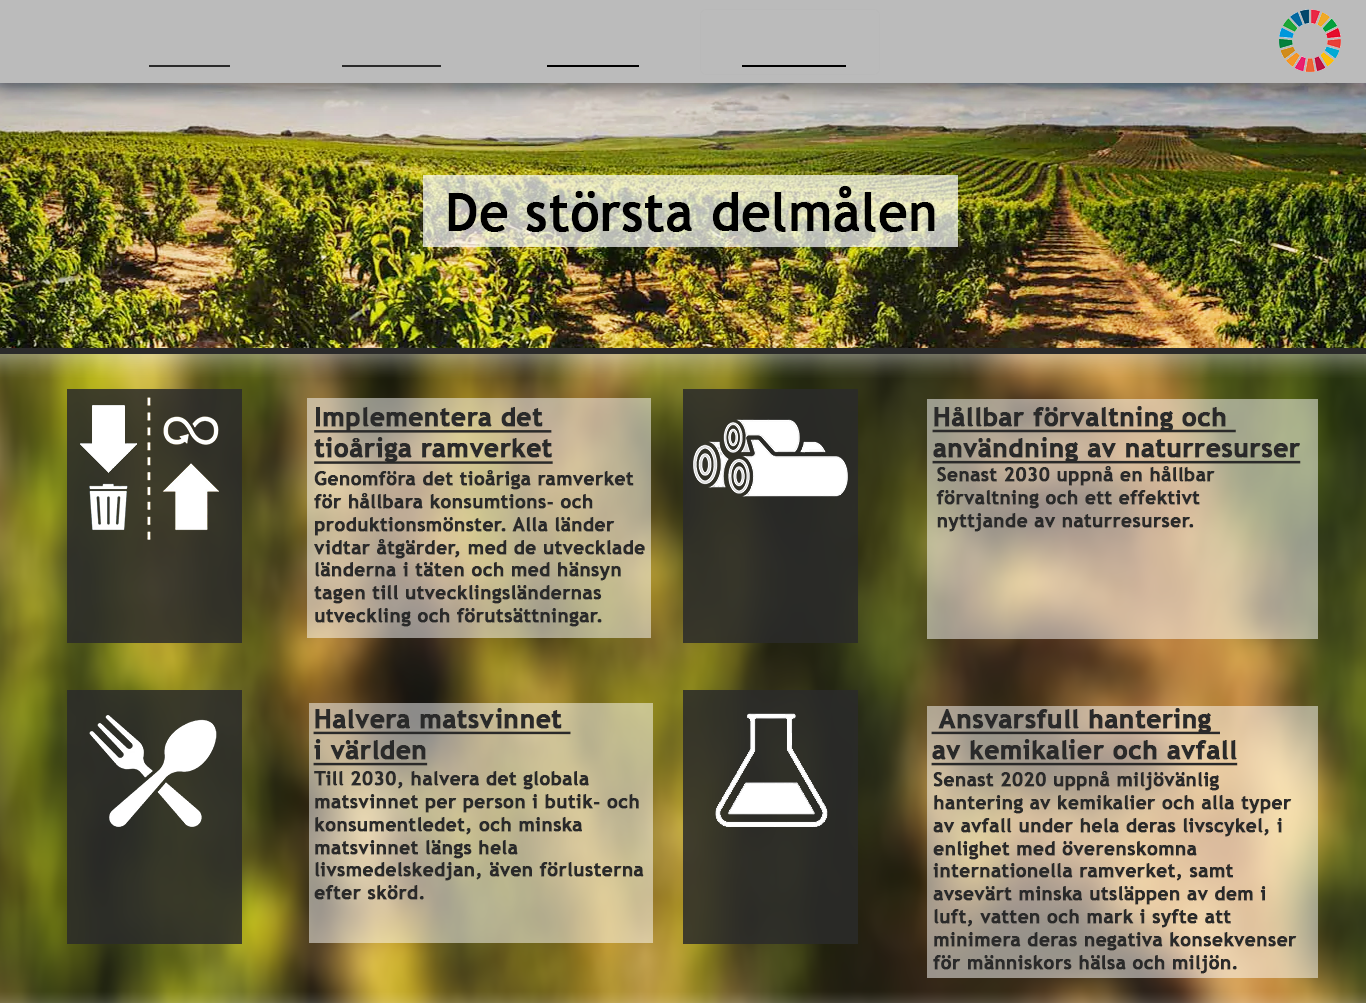 De största delmålen
Implementera det
tioåriga ramverket
Genomföra det tioåriga ramverket
för hållbara konsumtions- och
produktionsmönster. Alla länder
vidtar åtgärder, med de utvecklade
länderna i täten och med hänsyn
tagen till utvecklingsländernas
utveckling och förutsättningar.
Hållbar förvaltning och
användning av naturresurser
Senast 2030 uppnå en hållbar
förvaltning och ett effektivt
nyttjande av naturresurser.
Halvera matsvinnet
i världen
Till 2030, halvera det globala
matsvinnet per person i butik- och
konsumentledet, och minska
matsvinnet längs hela
livsmedelskedjan, även förlusterna
efter skörd.
Ansvarsfull hantering
av kemikalier och avfall
Senast 2020 uppnå miljövänlig
hantering av kemikalier och alla typer
av avfall under hela deras livscykel, i
enlighet med överenskomna
internationella ramverket, samt
avsevärt minska utsläppen av dem i
luft, vatten och mark i syfte att
minimera deras negativa konsekvenser
för människors hälsa och miljön.